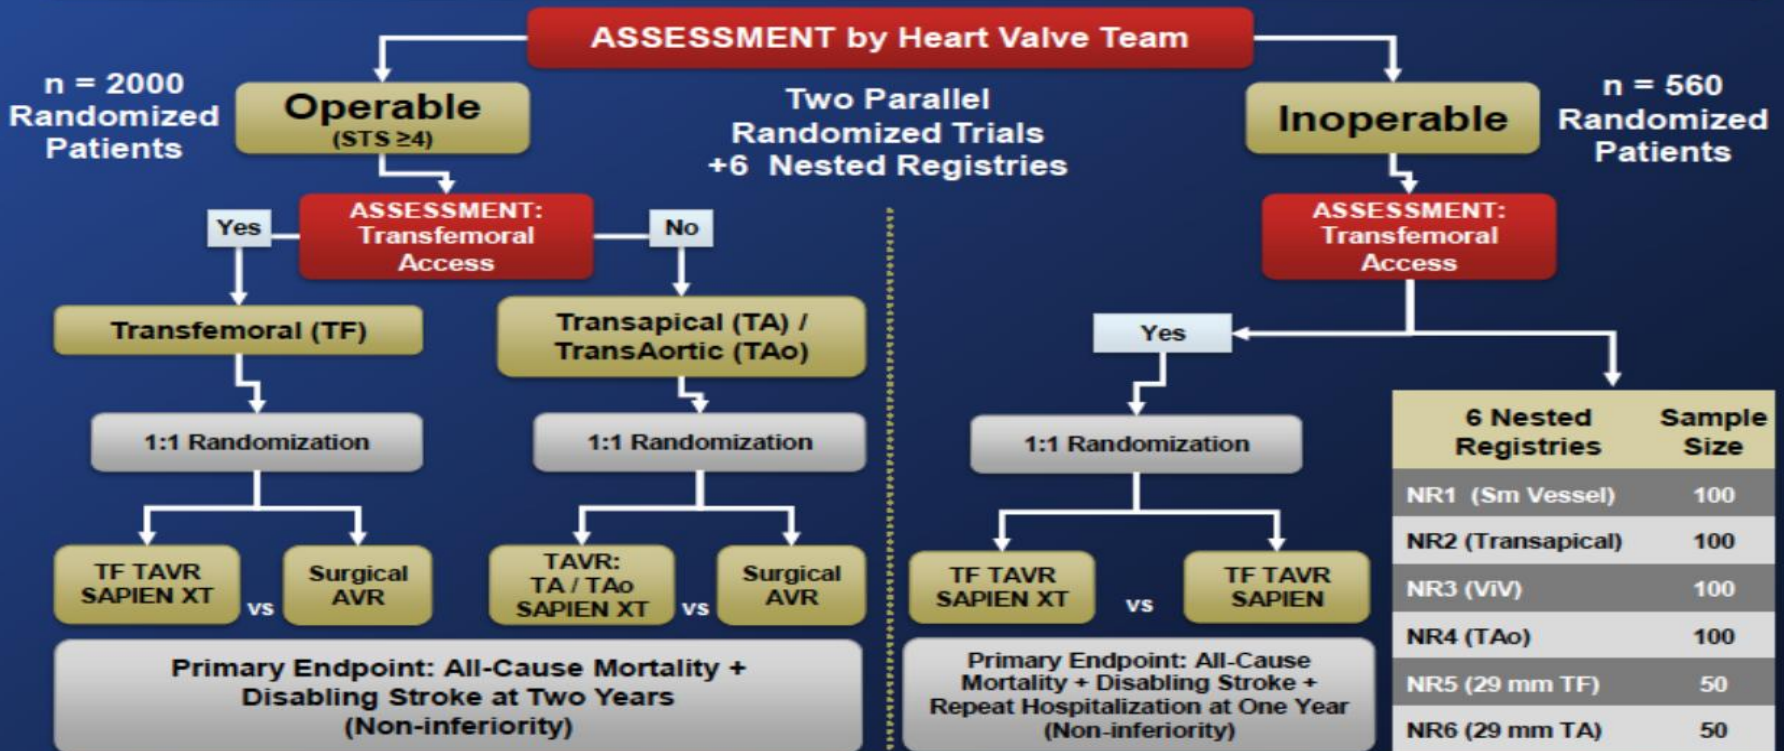 ASSESSMENT by Heart Valve Team
n = 2000
Randomized
Patients
Operable
(STS ≥4)
Two Parallel
Randomized Trials
+6 Nested Registries
Inoperable
n = 560
Randomized
Patients
Yes
ASSESSMENT:
Transfemoral
Access
No
ASSESSMENT:
Transfemoral
Access
Transfemoral (TF)
Transapical (TA) /
TransAortic (TAo)
Yes
1:1 Randomization
1:1 Randomization
1:1 Randomization
TF TAVR
SAPIEN XT
vs
Surgical
AVR
TAVR:
TA / TAo
SAPIEN XT
vs
Surgical
AVR
TF TAVR
SAPIEN XT
vs
TF TAVR
SAPIEN
Primary Endpoint: All-Cause Mortality +
Disabling Stroke at Two Years
(Non-inferiority)
Primary Endpoint: All-Cause
Mortality + Disabling Stroke +
Repeat Hospitalization at One Year
(Non-inferiority)
6 Nested
Registries
Sample
Size
NR1 (Sm Vessel) 100
NR2 (Transapical) 100
NR3 (ViV) 100
NR4 (TAo) 100
NR5 (29 mm TF) 50
NR6 (29 mm TA) 50